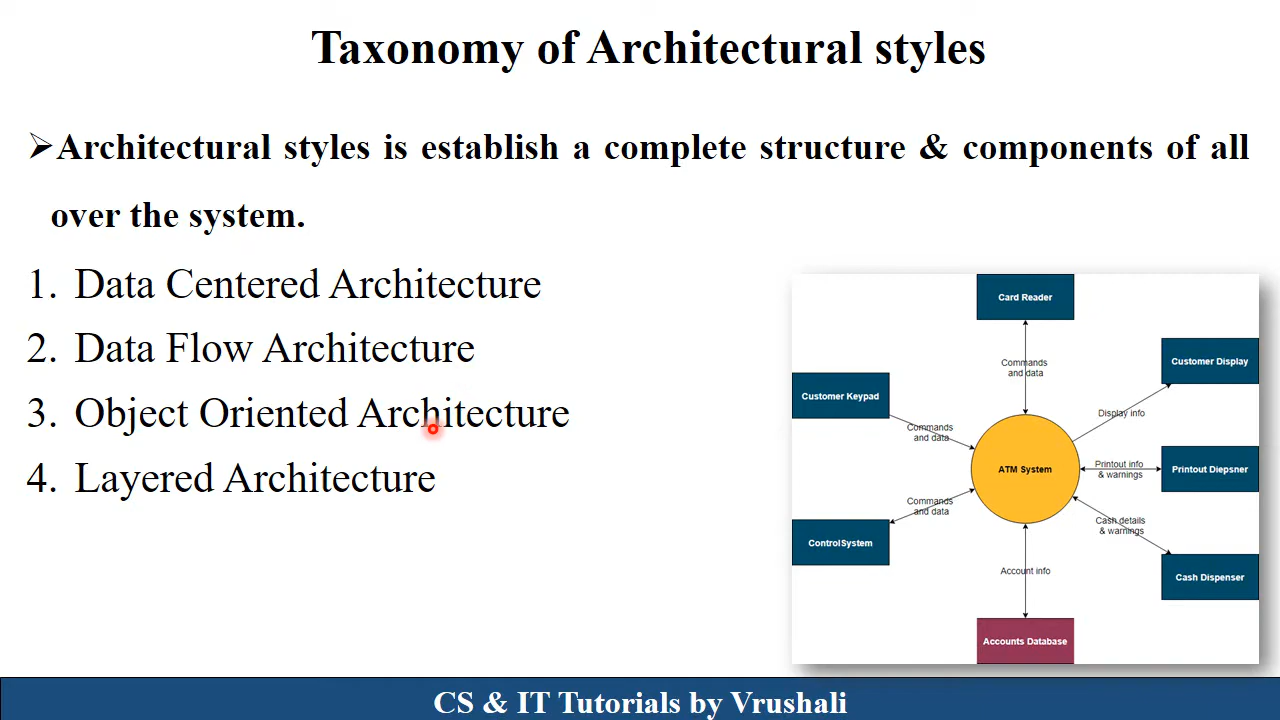 Taxonomy of Architectural styles
➢Architectural styles is establish a complete structure & components of all
over the system.
1. Data Centered Architecture
2. Data Flow Architecture
3. Object Oriented Architecture
4. Layered Architecture
Card Reader
Commands
and data
Customer Display
Customer Keypad
Display info
Commands
and data
ATM System
Printout info
& warnings
Printout Diepsner
Commands
and data
Cash details
& warnings
ControlSystem
Account info
Cash Dispenser
Accounts Database
CS & IT Tutorials by Vrushali